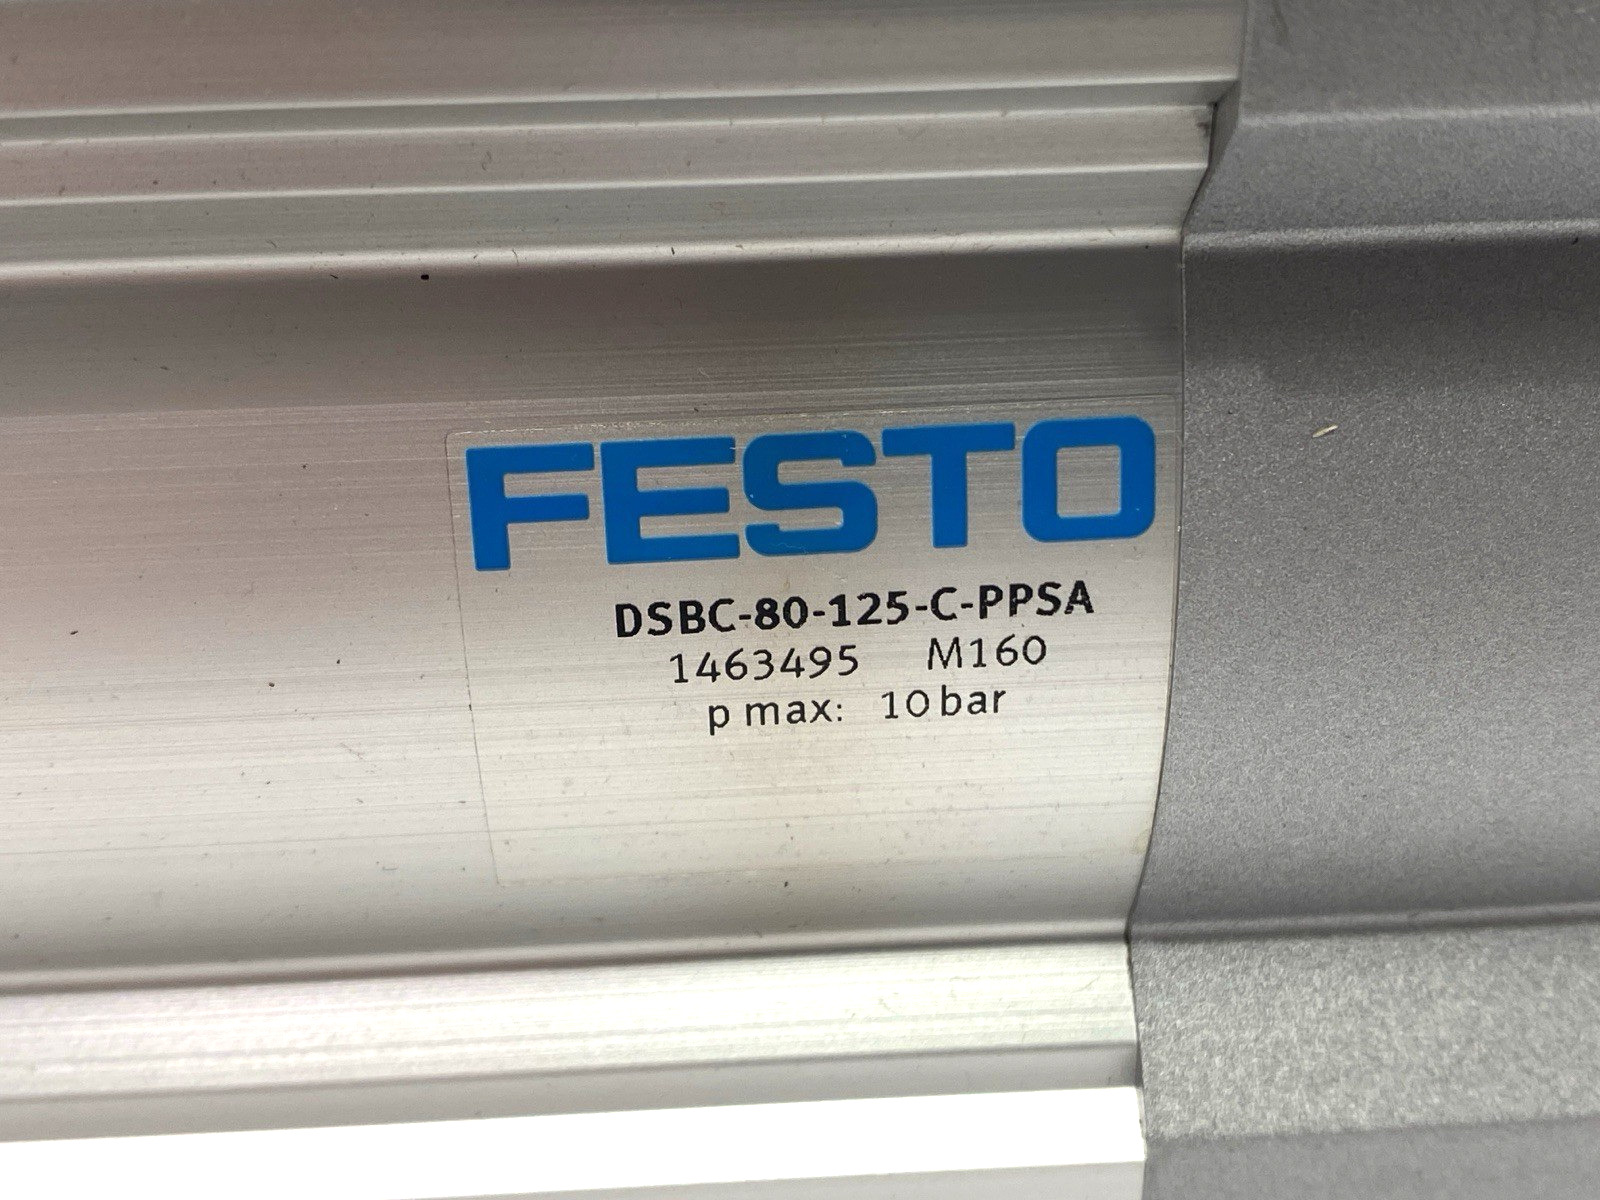 FESTO
DSBC-80-125-C-PPSA
1463495 M160
p max: 10 bar